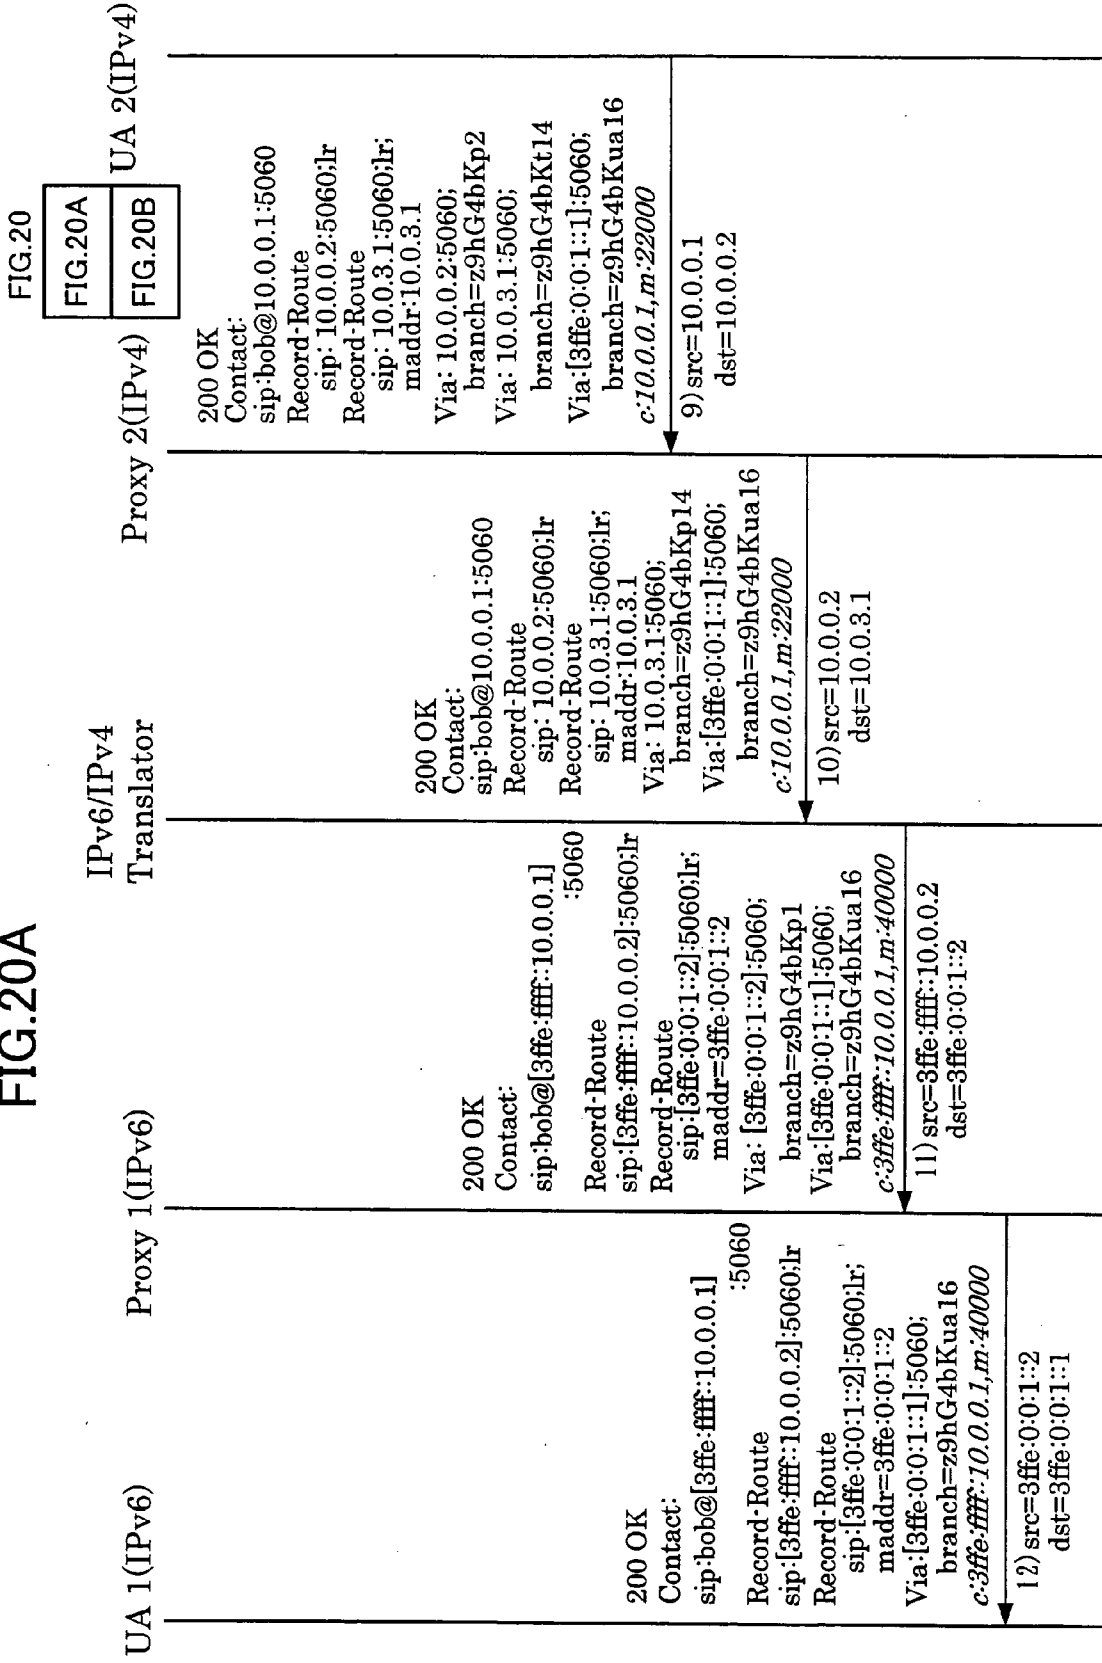 FIG.20A
FIG.20
FIG.20A
FIG.20B
UA 1(IPv6)
Proxy 1(IPv6)
IPv6/IPv4
Translator
Proxy 2(IPv4)
UA 2(IPv4)
200 OK
Contact:
sip:bob@10.0.0.1:5060
Record-Route
sip: 10.0.0.2:5060;lr
Record-Route
sip: 10.0.3.1:5060;lr;
maddr:10.0.3.1
Via: 10.0.0.2:5060;
branch=z9hG4bKp2
Via: 10.0.3.1:5060;
branch=z9hG4bKt14
Via:[3ffe:0:0:1::1]:5060;
branch=z9hG4bKua16
c:10.0.0.1,m:22000
9) src=10.0.0.1
dst=10.0.0.2
200 OK
Contact:
sip:bob@10.0.0.1:5060
Record-Route
sip: 10.0.0.2:5060;lr
Record-Route
sip: 10.0.3.1:5060;lr;
maddr:10.0.3.1
Via: 10.0.3.1:5060;
branch=z9hG4bKp14
Via:[3ffe:0:0:1::1]:5060;
branch=z9hG4bKua16
c:10.0.0.1,m:22000
10) src=10.0.0.2
dst=10.0.3.1
200 OK
Contact:
sip:bob@[3ffe:ffff::10.0.0.1]
:5060
Record-Route
sip:[3ffe:ffff::10.0.0.2]:5060;lr
Record-Route
sip:[3ffe:0:0:1::2]:5060;lr;
maddr=3ffe:0:0:1::2
Via: [3ffe:0:0:1::2]:5060;
branch=z9hG4bKp1
Via:[3ffe:0:0:1::1]:5060;
branch=z9hG4bKua16
c:3ffe:ffff::10.0.0.1,m:40000
11) src=3ffe:ffff::10.0.0.2
dst=3ffe:0:0:1::2
200 OK
Contact:
sip:bob@[3ffe:ffff::10.0.0.1]
:5060
Record-Route
sip:[3ffe:ffff::10.0.0.2]:5060;lr
Record-Route
sip:[3ffe:0:0:1::2]:5060;lr;
maddr=3ffe:0:0:1::2
Via:[3ffe:0:0:1::1]:5060;
branch=z9hG4bKua16
c:3ffe:ffff::10.0.0.1,m:40000
12) src=3ffe:0:0:1::2
dst=3ffe:0:0:1::1